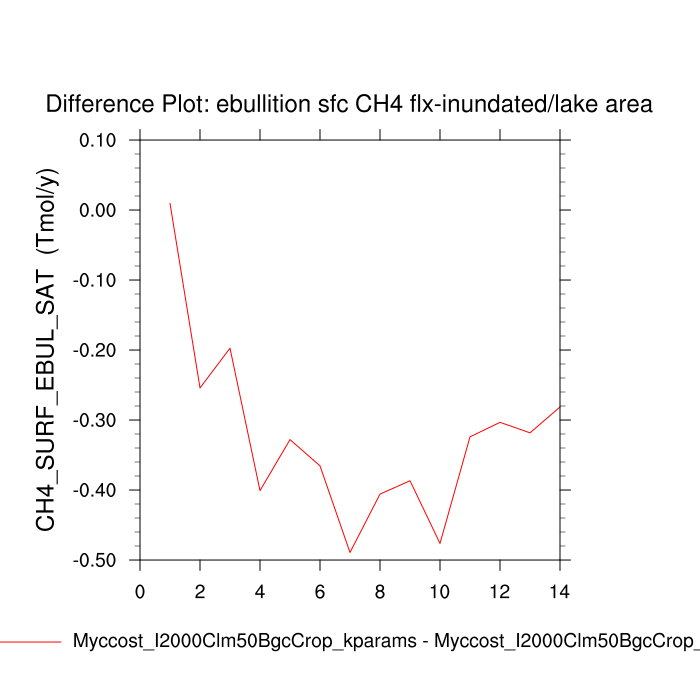 Difference Plot: ebullition sfc CH4 flx-inundated/lake area
CH4_SURF_EBUL_SAT (Tmol/y)
0.10
0.00
-0.10
-0.20
-0.30
-0.40
-0.50
0 2 4 6 8 10 12 14
Myccost_I2000Clm50BgcCrop_kparams - Myccost_I2000Clm50BgcCrop_